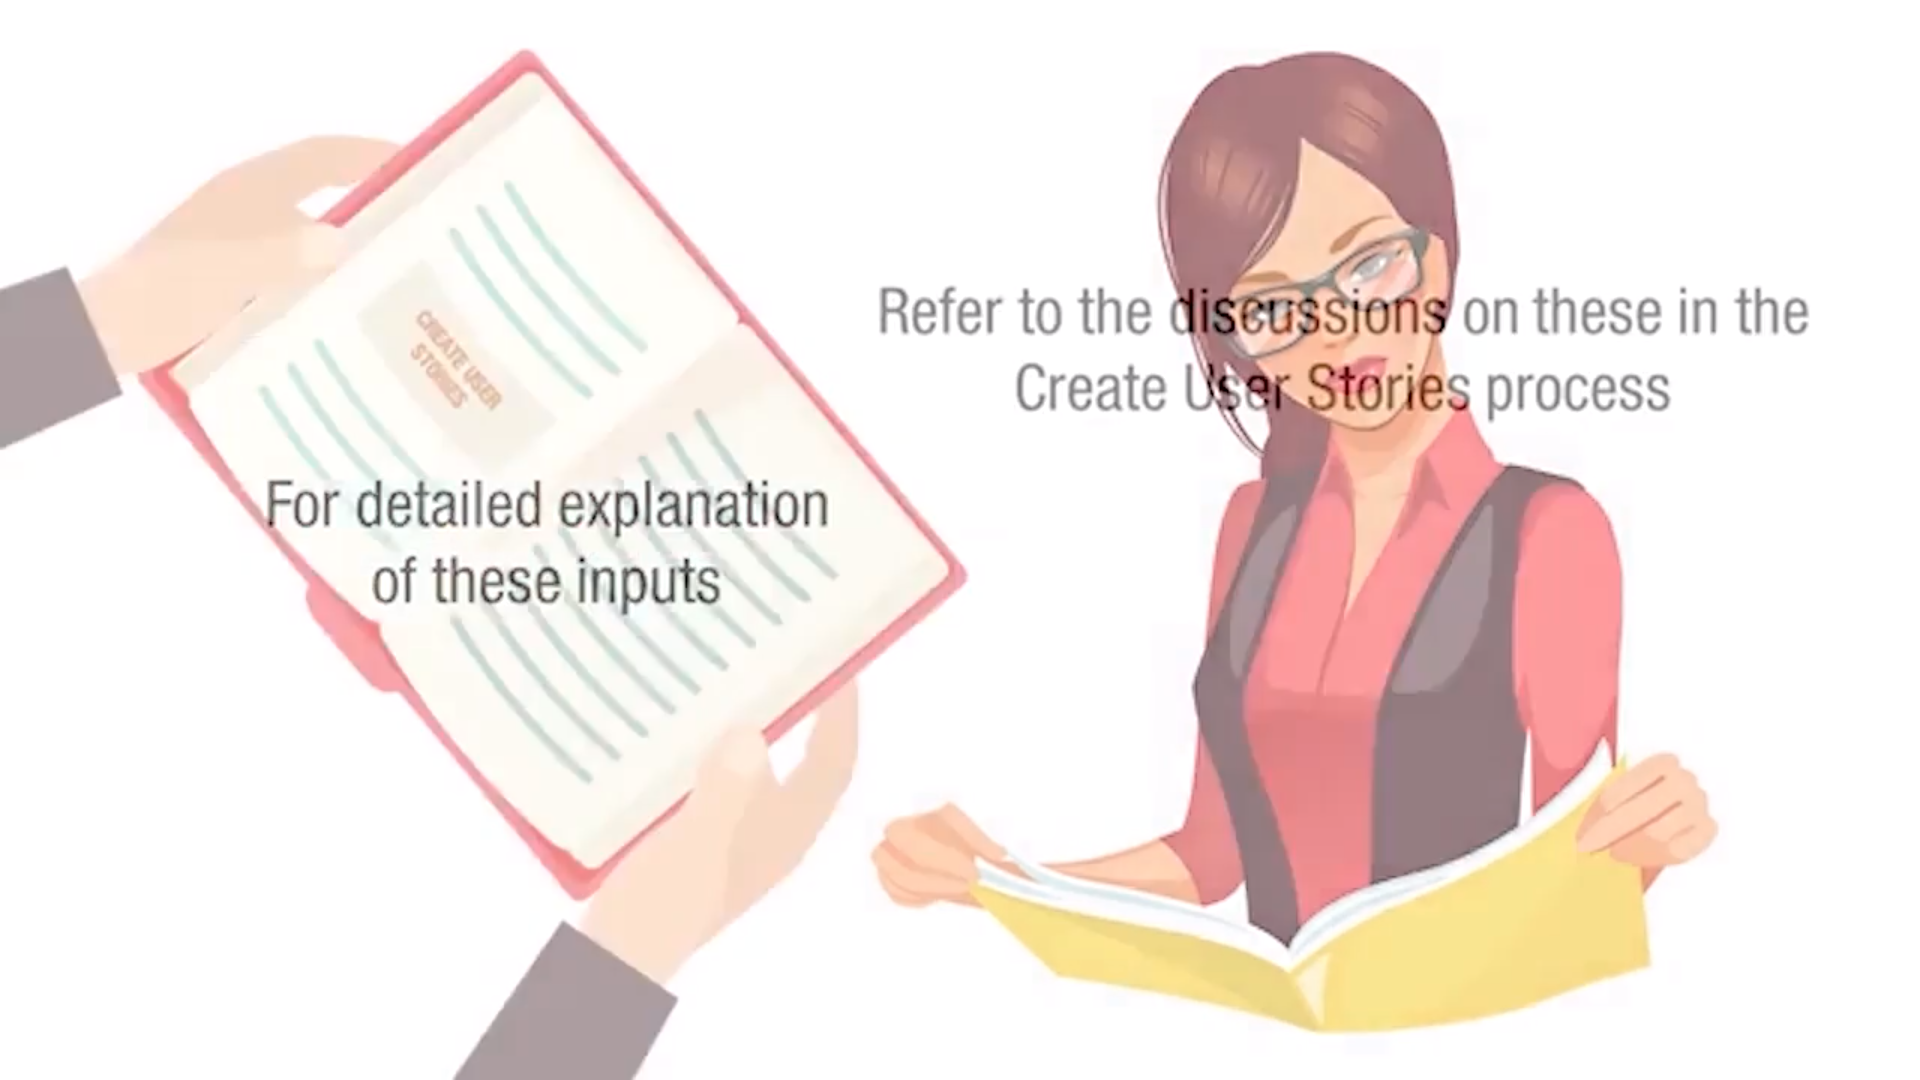 CREATE USER
STORIES
For detailed explanation
of these inputs
Refer to the discussions on these in the
Create User Stories process